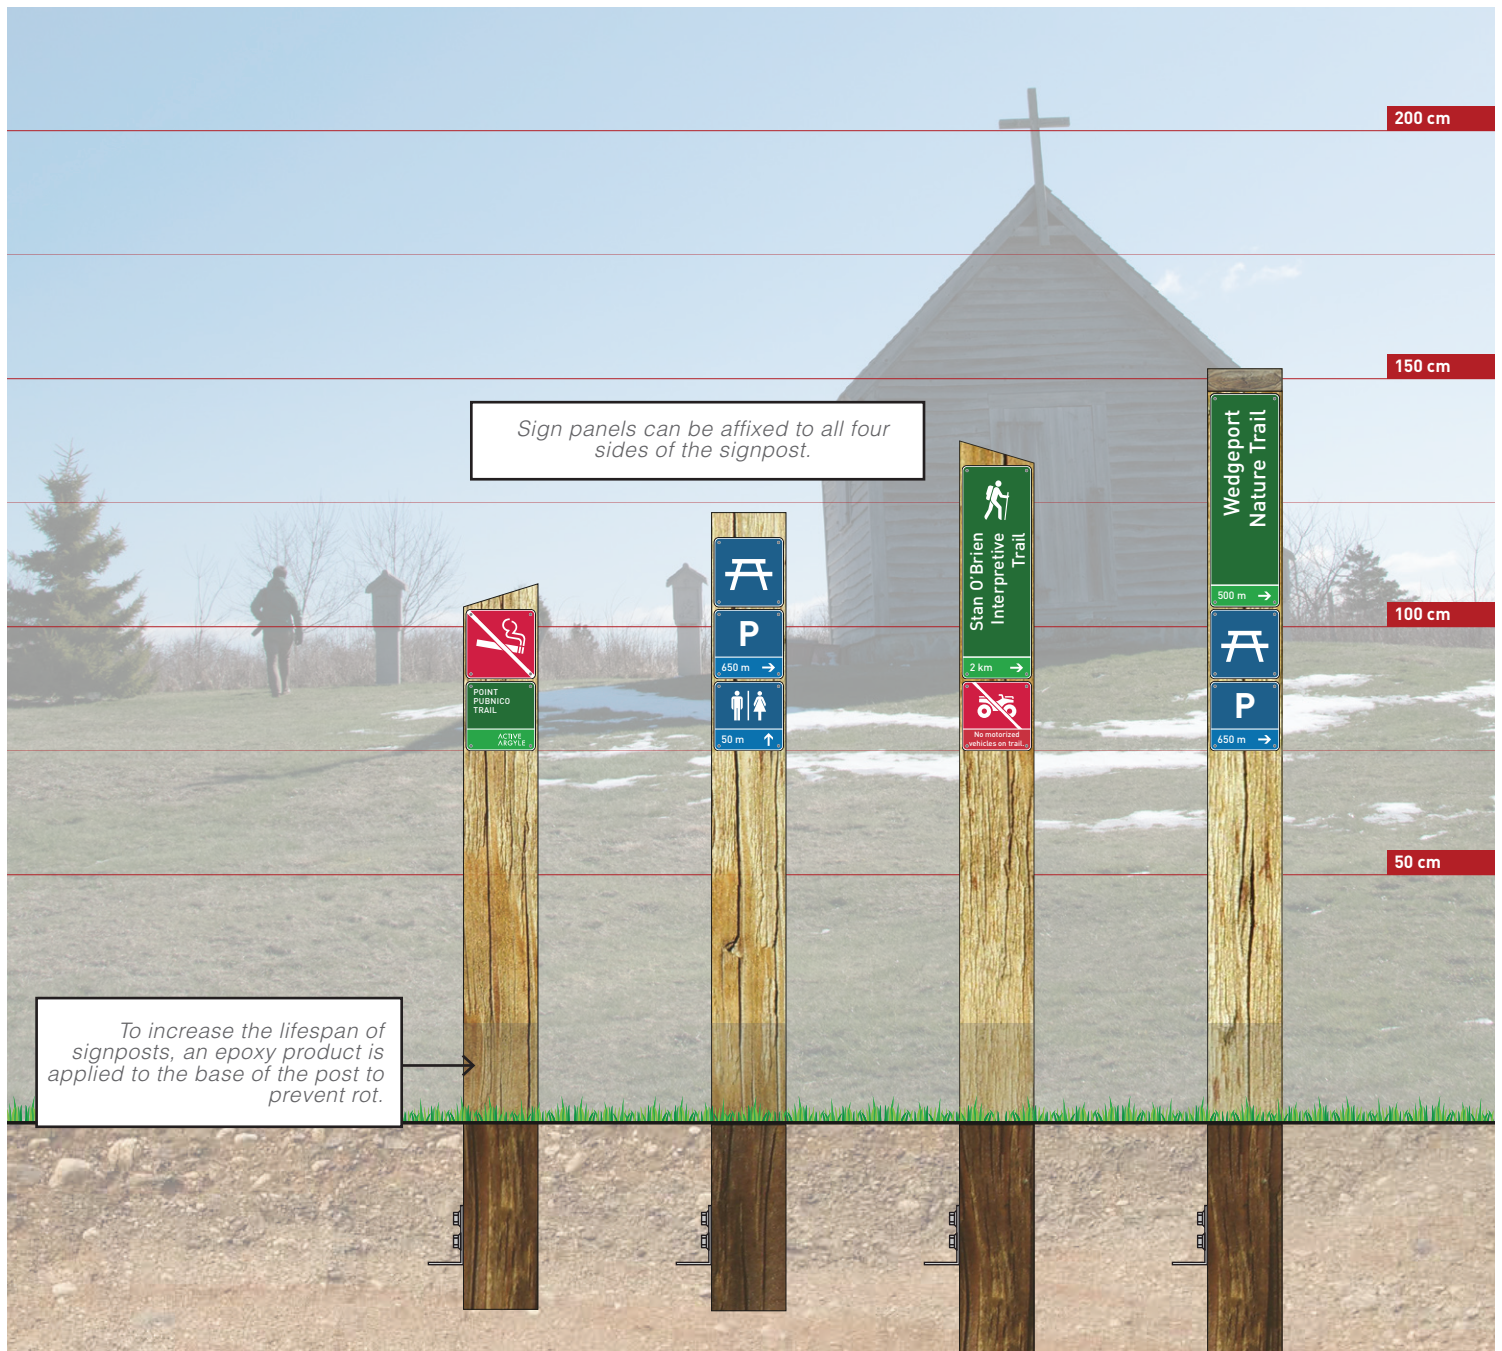 200 cm
150 cm
Sign panels can be affixed to all four
sides of the signpost.
Wedgeport
Nature Trail
500 m
100 cm
P
650 m
Stan O'Brien
Interpretive
Trail
2 km
No motorized
vehicles on trail.
P
650 m
50 m
POINT
PUBNICO
TRAIL
ACTIVE
ARGYLE
50 cm
To increase the lifespan of
signposts, an epoxy product is
applied to the base of the post to
prevent rot.